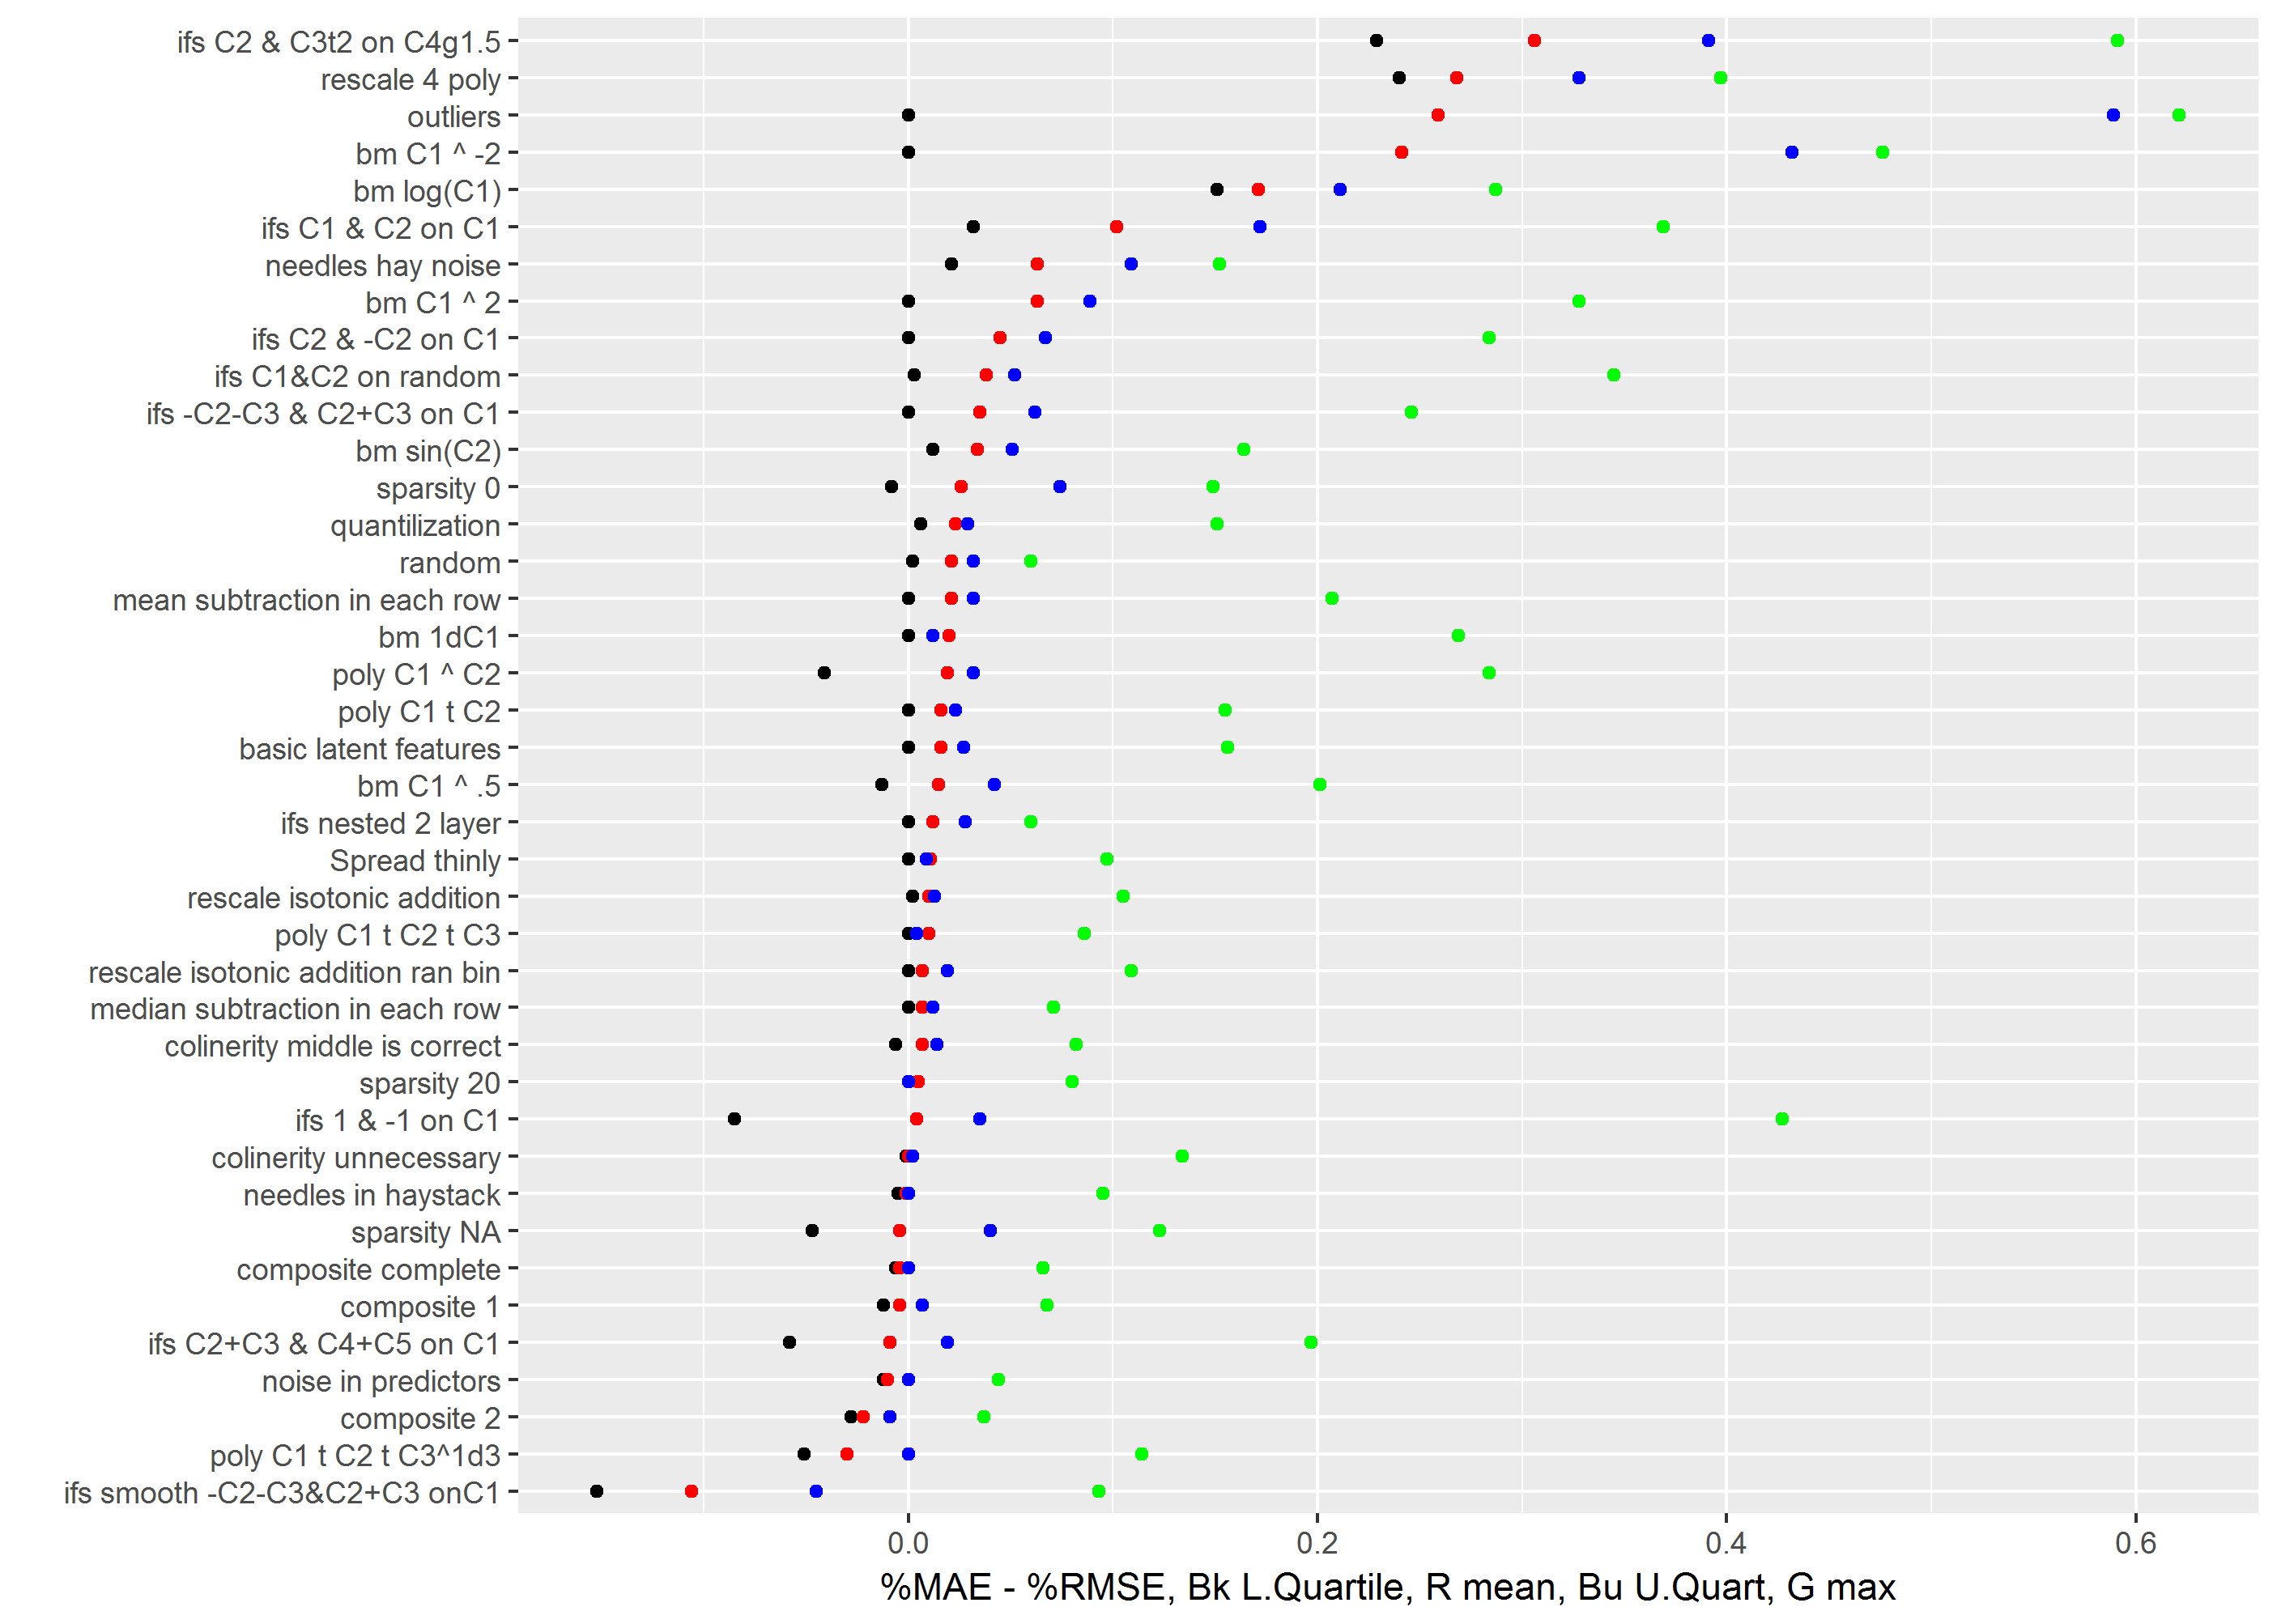 ifs C2 & C3t2 on C4g1.5
rescale 4 poly
outliers
bm C1 ^ -2
bm log(C1)
ifs C1 & C2 on C1
needles hay noise
bm C1 ^ 2
ifs C2 & -C2 on C1
ifs C1&C2 on random
ifs -C2-C3 & C2+C3 on C1
bm sin(C2)
sparsity 0
quantilization
random
mean subtraction in each row
bm 1dC1
poly C1 ^ C2
poly C1 t C2
basic latent features
bm C1 ^ .5
ifs nested 2 layer
Spread thinly
rescale isotonic addition
poly C1 t C2 t C3
rescale isotonic addition ran bin
median subtraction in each row
colinerity middle is correct
sparsity 20
ifs 1 & -1 on C1
colinerity unnecessary
needles in haystack
sparsity NA
composite complete
composite 1
ifs C2+C3 & C4+C5 on C1
noise in predictors
composite 2
poly C1 t C2 t C3^1d3
ifs smooth -C2-C3&C2+C3 onC1
0.0 0.2 0.4 0.6
%MAE - %RMSE, Bk L.Quartile, R mean, Bu U.Quart, G max